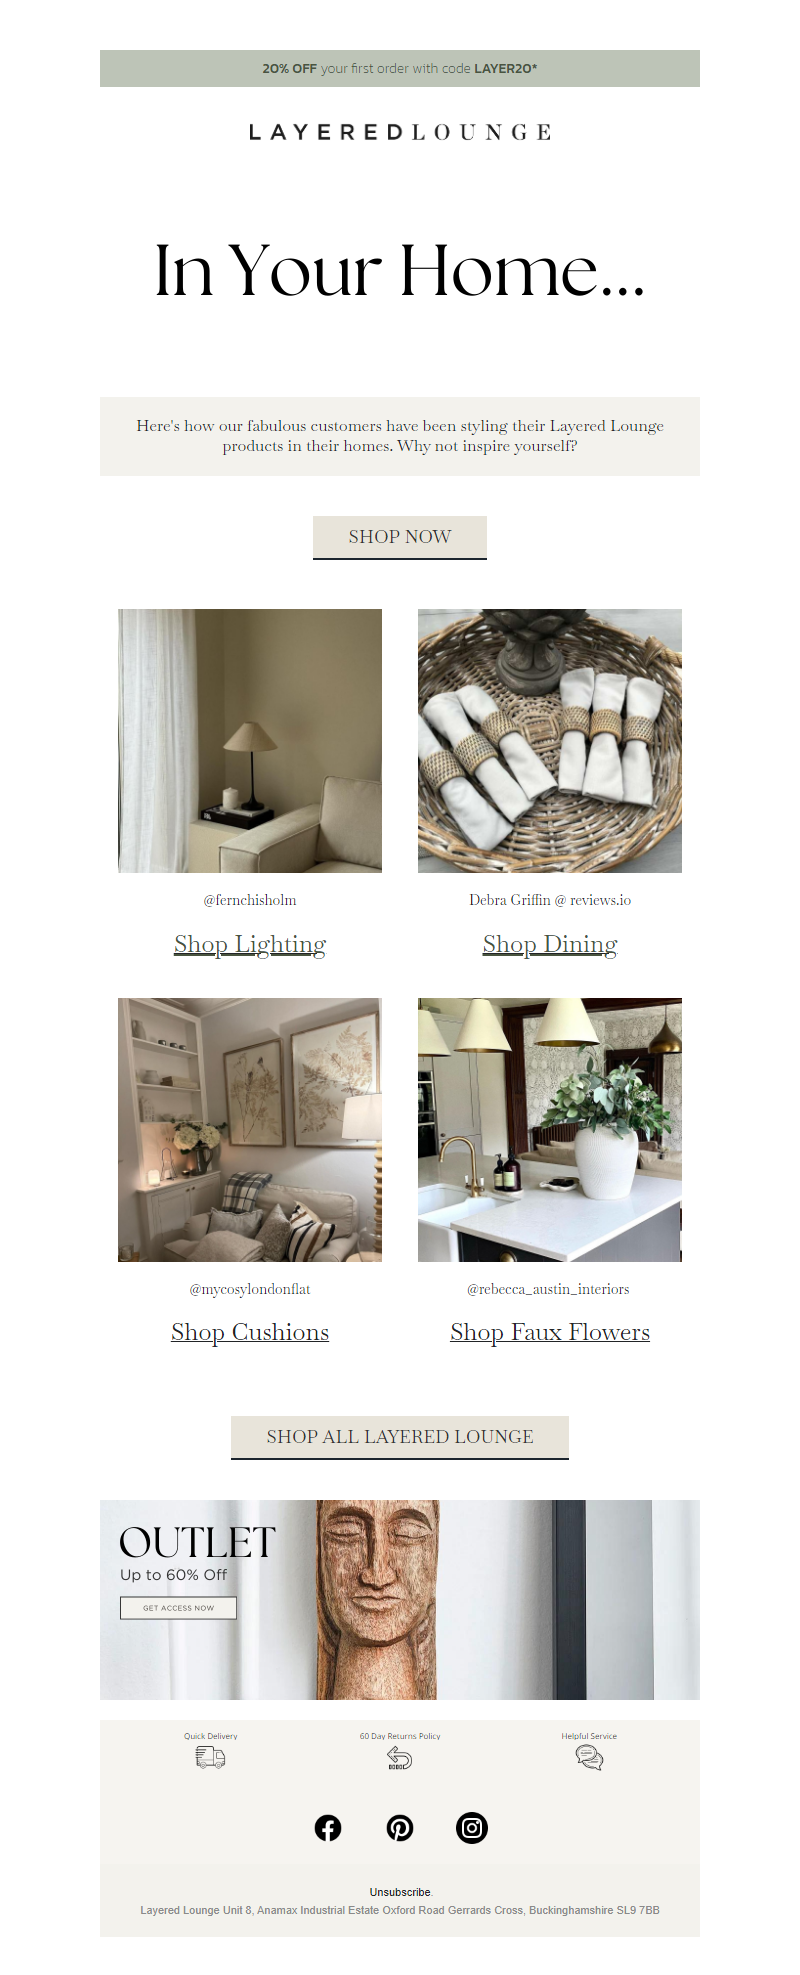 20% OFF your first order with code LAYER20*
LAYEREDLOUNGE
In Your Home...
Here's how our fabulous customers have been styling their Layered Lounge
products in their homes. Why not inspire yourself?
SHOP NOW
@fernchisholm
Debra Griffin @ reviews.io
Shop Lighting
Shop Dining
@mycosylondonflat
@rebecca_austin_interiors
Shop Cushions
Shop Faux Flowers
SHOP ALL LAYERED LOUNGE
OUTLET
Up to 60% Off
GET ACCESS NOW
Quick Delivery
60 Day Returns Policy
Helpful Service
Unsubscribe.
Layered Lounge Unit 8, Anamax Industrial Estate Oxford Road Gerrards Cross, Buckinghamshire SL9 7BB